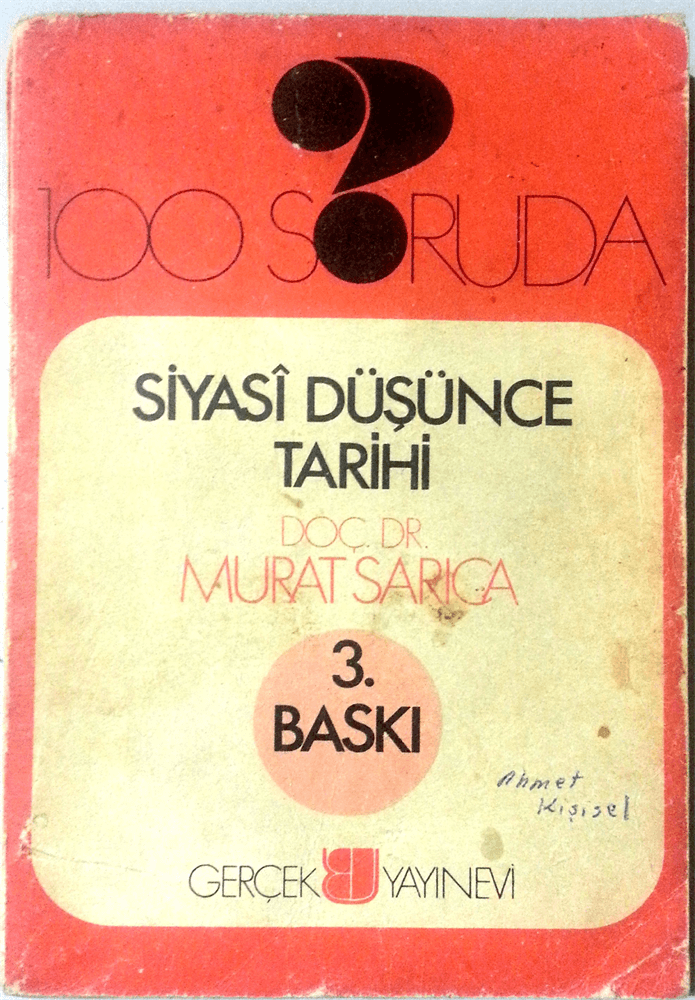 100 SORUDA
SİYASÎ DÜŞÜNCE
TARİHİ
DOÇ. DR.
MURAT SARICA
3.
BASKI
Ahmet
Kişisel
GERÇEK YAYINEVİ